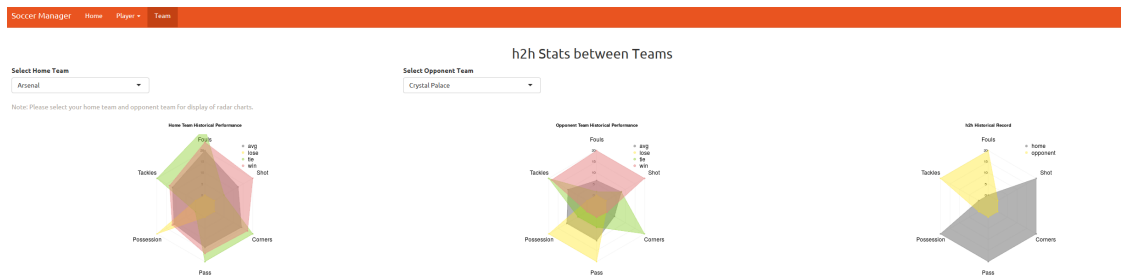 Soccer Manager Home Player Team
h2h Stats between Teams
Select Home Team Select Opponent Team
Arsenal Crystal Palace
Note: Please select your home team and opponent team for display of radar charts.
Home Team Historical Performance
Fouls
avg
lose
tie
win
Tackles Shot
Possession Corners
Pass
Opponent Team Historical Performance
Fouls
avg
lose
tie
win
Tackles Shot
Possession Corners
Pass
h2h Historical Record
Fouls
home
opponent
Tackles Shot
Possession Corners
Pass